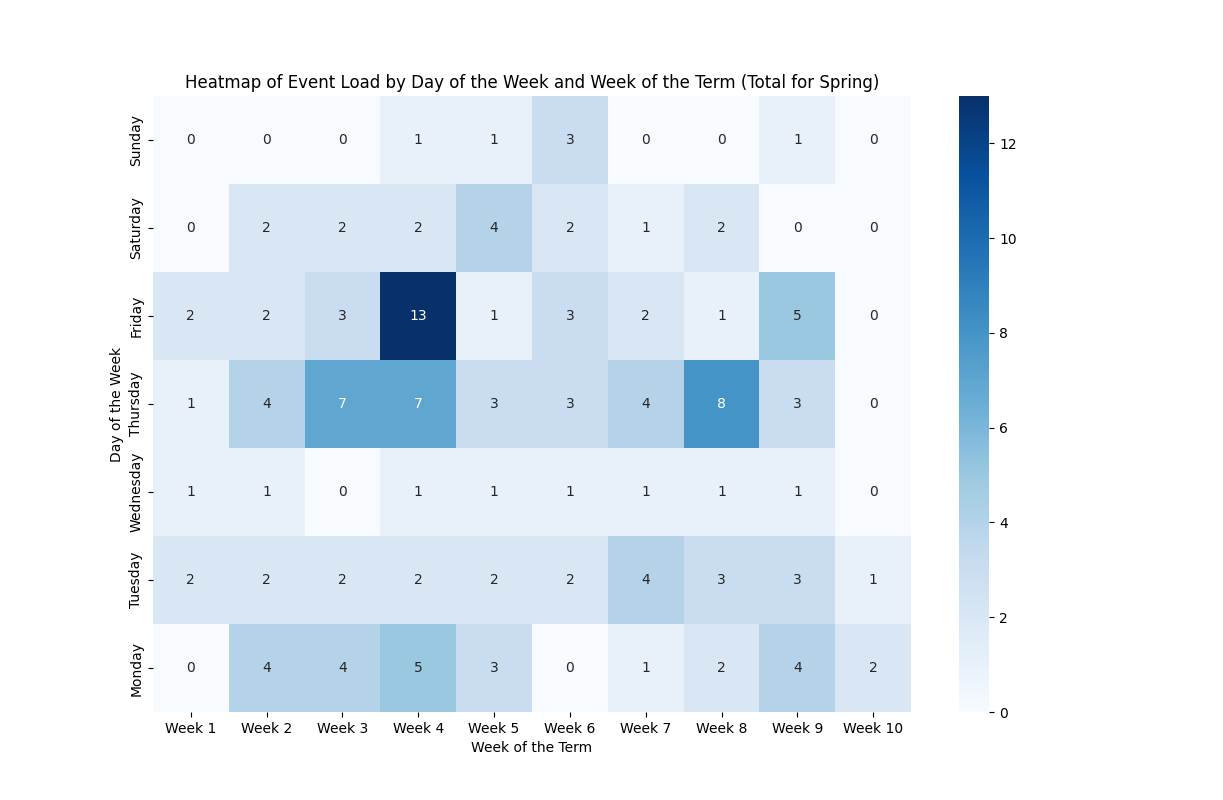 Heatmap of Event Load by Day of the Week and Week of the Term (Total for Spring)
Day of the Week
Sunday 0 0 0 1 1 3 0 0 1 0
Saturday 0 2 2 2 4 2 1 2 0 0
Friday 2 2 3 13 1 3 2 1 5 0
Thursday 1 4 7 7 3 3 4 8 3 0
Wednesday 1 1 0 1 1 1 1 1 1 0
Tuesday 2 2 2 2 2 2 4 3 3 1
Monday 0 4 4 5 3 0 1 2 4 2
Week 1 Week 2 Week 3 Week 4 Week 5 Week 6 Week 7 Week 8 Week 9 Week 10
Week of the Term
12
10
8
6
4
2
0